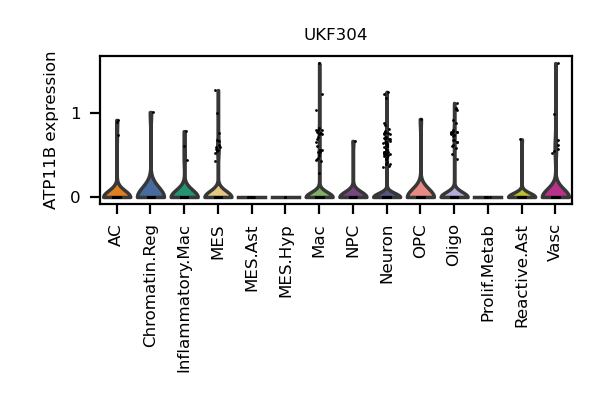 UKF304
ATP11B expression
1
0
AC
Chromatin.Reg
Inflammatory.Mac
MES
MES.Ast
MES.Hyp
Mac
NPC
Neuron
OPC
Oligo
Prolif.Metab
Reactive.Ast
Vasc